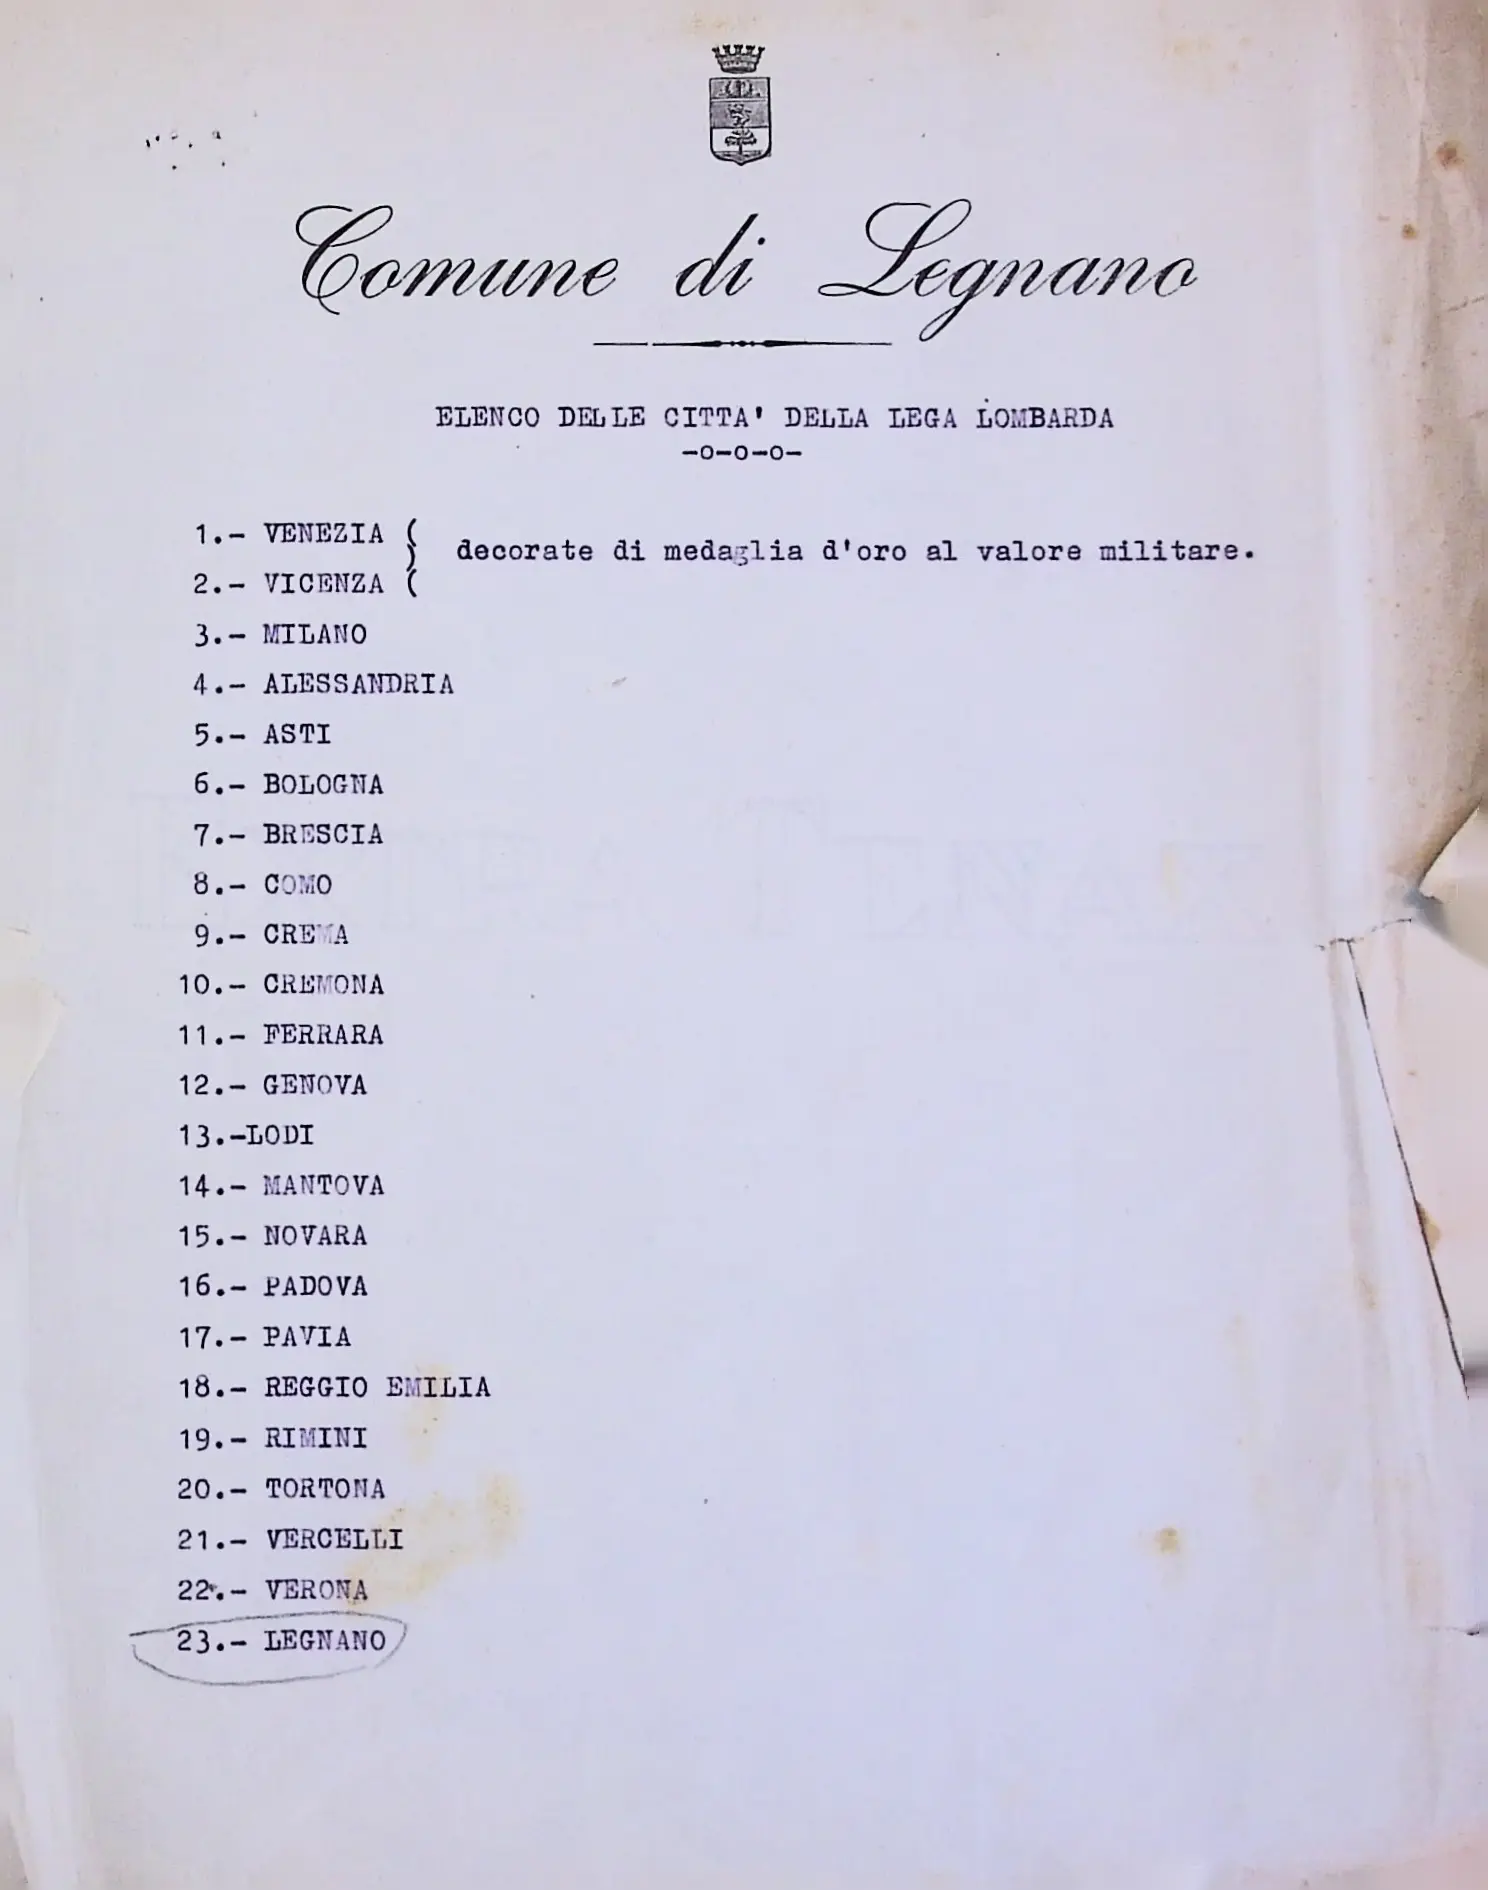 Comune di Legnano
ELENCO DELLE CITTA' DELLA LEGA LOMBARDA
-o-o-o-
1.- VENEZIA (
) decorate di medaglia d'oro al valore militare.
2.- VICENZA (
3.- MILANO
4.- ALESSANDRIA
5.- ASTI
6.- BOLOGNA
7.- BRESCIA
8.- COMO
9.- CREMA
10.- CREMONA
11.- FERRARA
12.- GENOVA
13.-LODI
14.- MANTOVA
15.- NOVARA
16.- PADOVA
17.- PAVIA
18.- REGGIO EMILIA
19.- RIMINI
20.- TORTONA
21.- VERCELLI
22.- VERONA
23.- LEGNANO